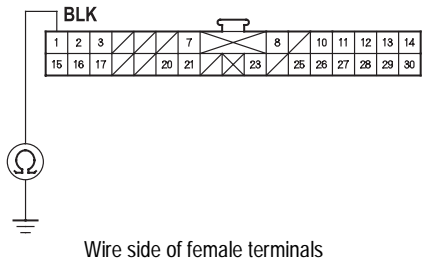 BLK
1 2 3 7 8 10 11 12 13 14
15 16 17 20 21 23 25 26 27 28 29 30
Ω
Wire side of female terminals